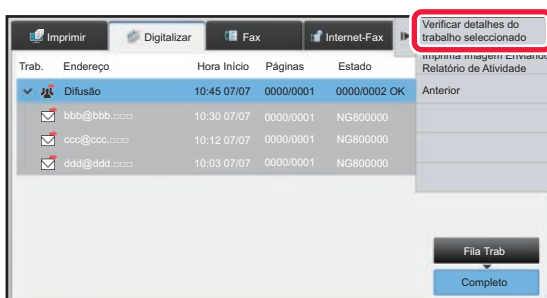 Imprimir Digitalizar Fax Internet-Fax
Verificar detalhes do
trabalho seleccionado
Imprima Imagem Enviando
Relatório de Atividade
Anterior
Trab. Endereço Hora Início Páginas Estado
Difusão 10:45 07/07 0000/0001 0000/0002 OK
bbb@bbb.□□□ 10:30 07/07 0000/0001 NG800000
ccc@ccc.□□□ 10:12 07/07 0000/0001 NG800000
ddd@ddd.□□□ 10:03 07/07 0000/0001 NG800000
Fila Trab
Completo